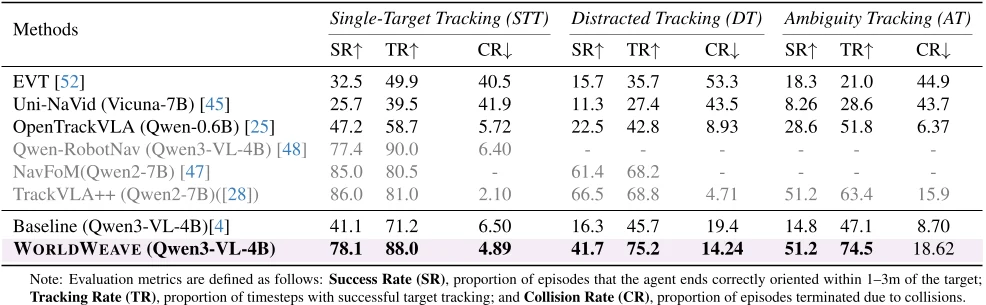 Methods Single-Target Tracking (STT) Distracted Tracking (DT) Ambiguity Tracking (AT)
SR↑ TR↑ CR↓ SR↑ TR↑ CR↓ SR↑ TR↑ CR↓
EVT [52] 32.5 49.9 40.5 15.7 35.7 53.3 18.3 21.0 44.9
Uni-NaVid (Vicuna-7B) [45] 25.7 39.5 41.9 11.3 27.4 43.5 8.26 28.6 43.7
OpenTrackVLA (Qwen-0.6B) [25] 47.2 58.7 5.72 22.5 42.8 8.93 28.6 51.8 6.37
Qwen-RobotNav (Qwen3-VL-4B) [48] 77.4 90.0 6.40 - - - - - -
NavFoM(Qwen2-7B) [47] 85.0 80.5 - 61.4 68.2 - - - -
TrackVLA++ (Qwen2-7B)([28]) 86.0 81.0 2.10 66.5 68.8 4.71 51.2 63.4 15.9
Baseline (Qwen3-VL-4B)[4] 41.1 71.2 6.50 16.3 45.7 19.4 14.8 47.1 8.70
WORLDWEAVE (Qwen3-VL-4B) 78.1 88.0 4.89 41.7 75.2 14.24 51.2 74.5 18.62
Note: Evaluation metrics are defined as follows: Success Rate (SR), proportion of episodes that the agent ends correctly oriented within 1–3m of the target;
Tracking Rate (TR), proportion of timesteps with successful target tracking; and Collision Rate (CR), proportion of episodes terminated due to collisions.